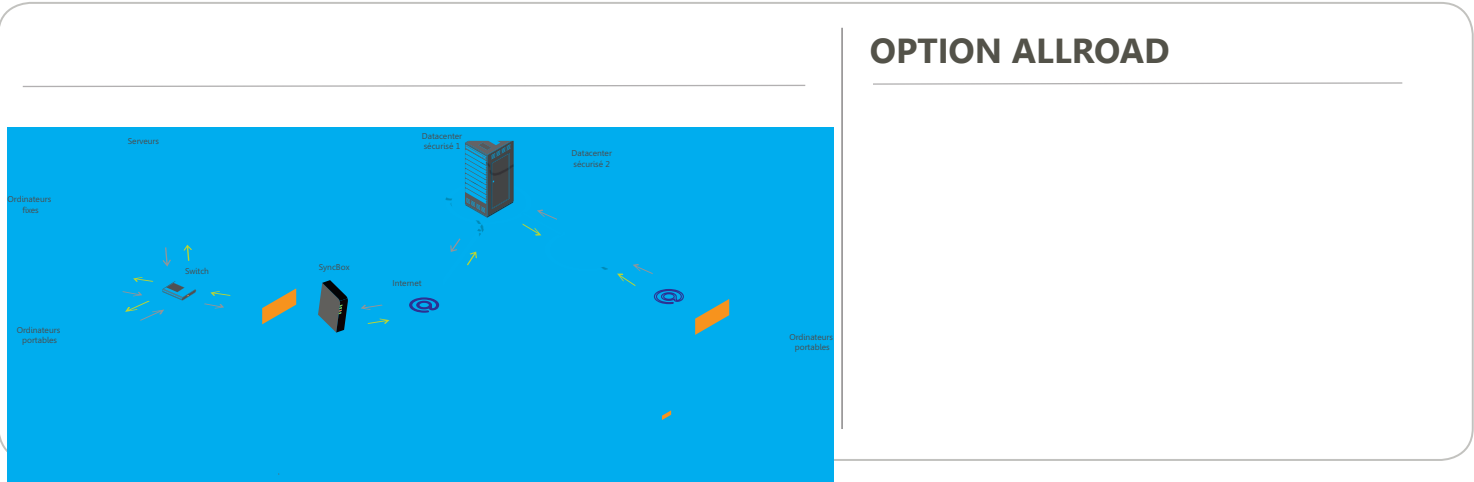 OPTION ALLROAD
Serveurs
Datacenter
sécurisé 1
Datacenter
sécurisé 2
Ordinateurs
fixes
Switch
SyncBox
Internet
Ordinateurs
portables
Ordinateurs
portables